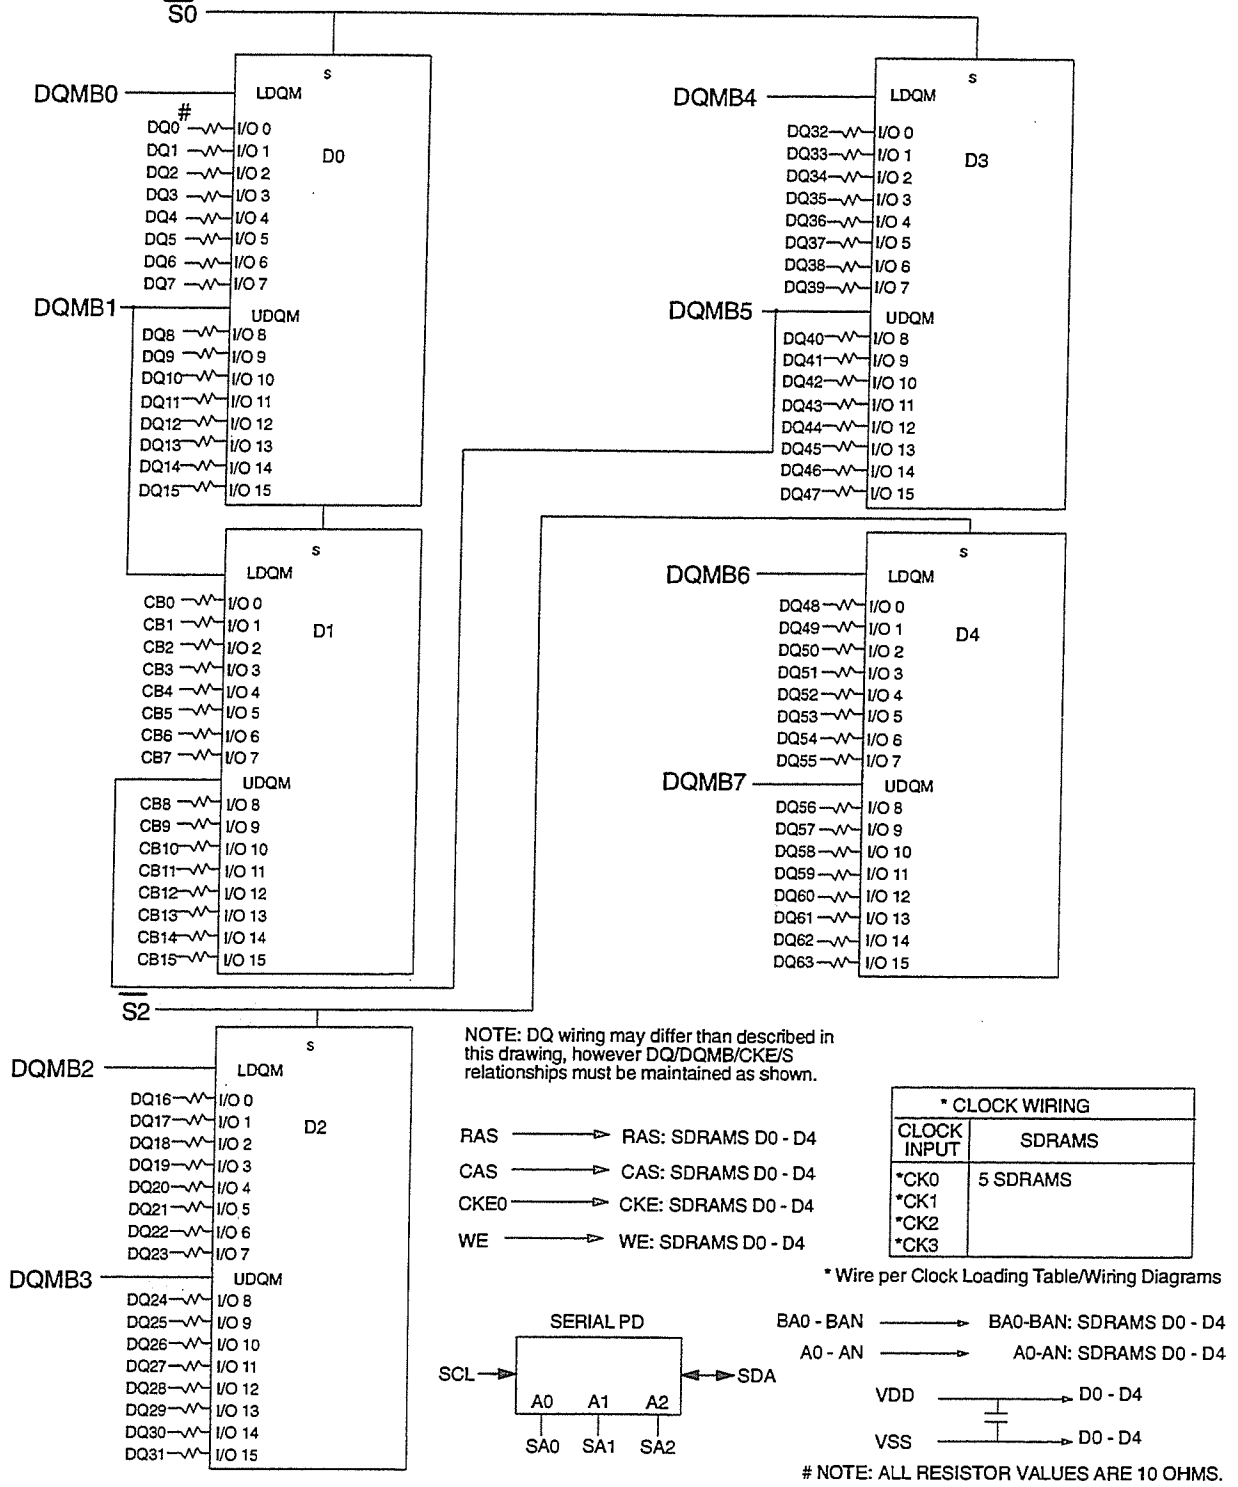 S0
s
DQMB0 LDQM
#
DQ0 I/O 0
DQ1 I/O 1
D0
DQ2 I/O 2
DQ3 I/O 3
DQ4 I/O 4
DQ5 I/O 5
DQ6 I/O 6
DQ7 I/O 7
DQMB1 UDQM
DQ8 I/O 8
DQ9 I/O 9
DQ10 I/O 10
DQ11 I/O 11
DQ12 I/O 12
DQ13 I/O 13
DQ14 I/O 14
DQ15 I/O 15
s
LDQM
CB0 I/O 0
CB1 I/O 1
D1
CB2 I/O 2
CB3 I/O 3
CB4 I/O 4
CB5 I/O 5
CB6 I/O 6
CB7 I/O 7
UDQM
CB8 I/O 8
CB9 I/O 9
CB10 I/O 10
CB11 I/O 11
CB12 I/O 12
CB13 I/O 13
CB14 I/O 14
CB15 I/O 15
S2
s
DQMB2 LDQM
DQ16 I/O 0
DQ17 I/O 1
D2
DQ18 I/O 2
DQ19 I/O 3
DQ20 I/O 4
DQ21 I/O 5
DQ22 I/O 6
DQ23 I/O 7
DQMB3 UDQM
DQ24 I/O 8
DQ25 I/O 9
DQ26 I/O 10
DQ27 I/O 11
DQ28 I/O 12
DQ29 I/O 13
DQ30 I/O 14
DQ31 I/O 15
s
DQMB4 LDQM
DQ32 I/O 0
DQ33 I/O 1
D3
DQ34 I/O 2
DQ35 I/O 3
DQ36 I/O 4
DQ37 I/O 5
DQ38 I/O 6
DQ39 I/O 7
DQMB5 UDQM
DQ40 I/O 8
DQ41 I/O 9
DQ42 I/O 10
DQ43 I/O 11
DQ44 I/O 12
DQ45 I/O 13
DQ46 I/O 14
DQ47 I/O 15
s
DQMB6 LDQM
DQ48 I/O 0
DQ49 I/O 1
D4
DQ50 I/O 2
DQ51 I/O 3
DQ52 I/O 4
DQ53 I/O 5
DQ54 I/O 6
DQ55 I/O 7
DQMB7 UDQM
DQ56 I/O 8
DQ57 I/O 9
DQ58 I/O 10
DQ59 I/O 11
DQ60 I/O 12
DQ61 I/O 13
DQ62 I/O 14
DQ63 I/O 15
NOTE: DQ wiring may differ than described in
this drawing, however DQ/DQMB/CKE/S
relationships must be maintained as shown.
RAS RAS: SDRAMS D0 - D4
CAS CAS: SDRAMS D0 - D4
CKE0 CKE: SDRAMS D0 - D4
WE WE: SDRAMS D0 - D4
* CLOCK WIRING
CLOCK INPUT SDRAMS
*CK0 5 SDRAMS
*CK1
*CK2
*CK3
* Wire per Clock Loading Table/Wiring Diagrams
SERIAL PD
SCL SDA
A0 A1 A2
SA0 SA1 SA2
BA0 - BAN BA0-BAN: SDRAMS D0 - D4
A0 - AN A0-AN: SDRAMS D0 - D4
VDD D0 - D4
VSS D0 - D4
# NOTE: ALL RESISTOR VALUES ARE 10 OHMS.